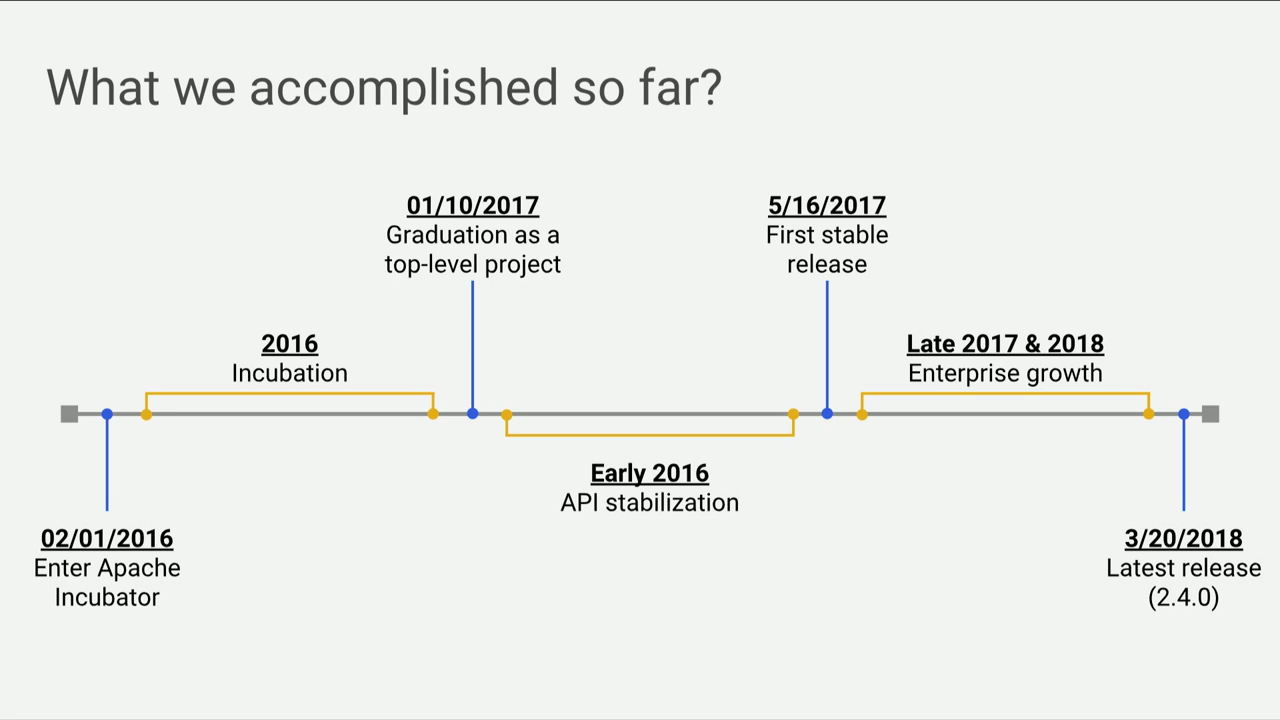 What we accomplished so far?
01/10/2017
Graduation as a
top-level project
5/16/2017
First stable
release
2016
Incubation
Late 2017 & 2018
Enterprise growth
Early 2016
API stabilization
02/01/2016
Enter Apache
Incubator
3/20/2018
Latest release
(2.4.0)